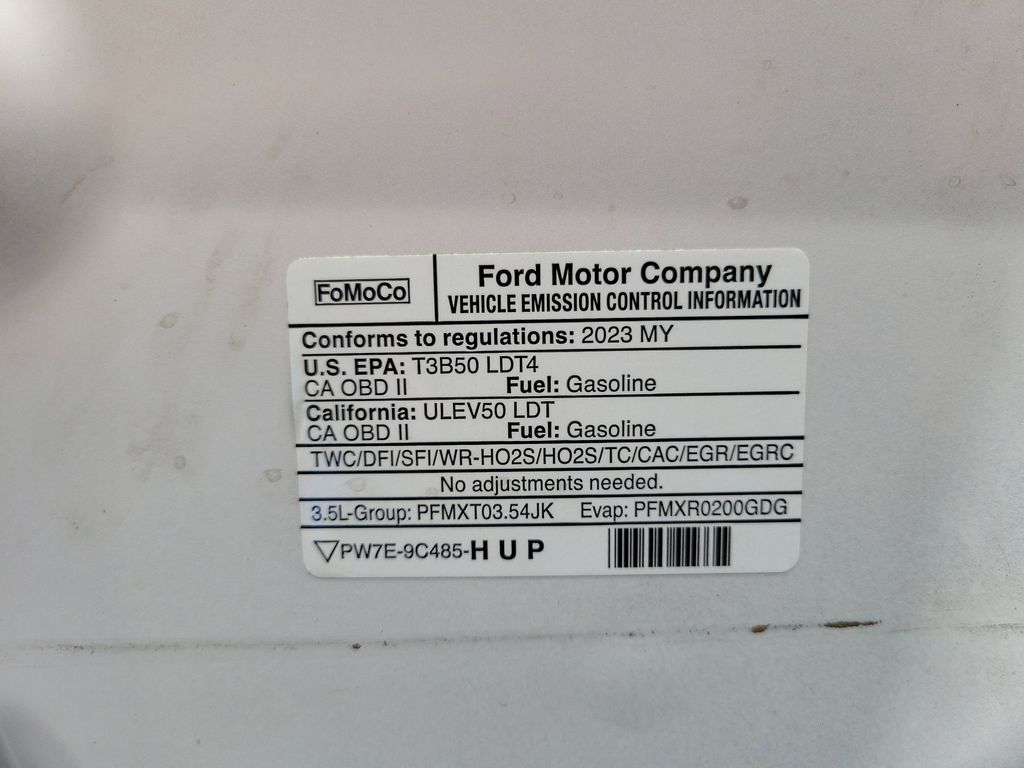 FoMoCo
Ford Motor Company
VEHICLE EMISSION CONTROL INFORMATION
Conforms to regulations: 2023 MY
U.S. EPA: T3B50 LDT4
CA OBD II Fuel: Gasoline
California: ULEV50 LDT
CA OBD II Fuel: Gasoline
TWC/DFI/SFI/WR-HO2S/HO2S/TC/CAC/EGR/EGRC
No adjustments needed.
3.5L-Group: PFMXT03.54JK Evap: PFMXR0200GDG
PW7E-9C485-H U P